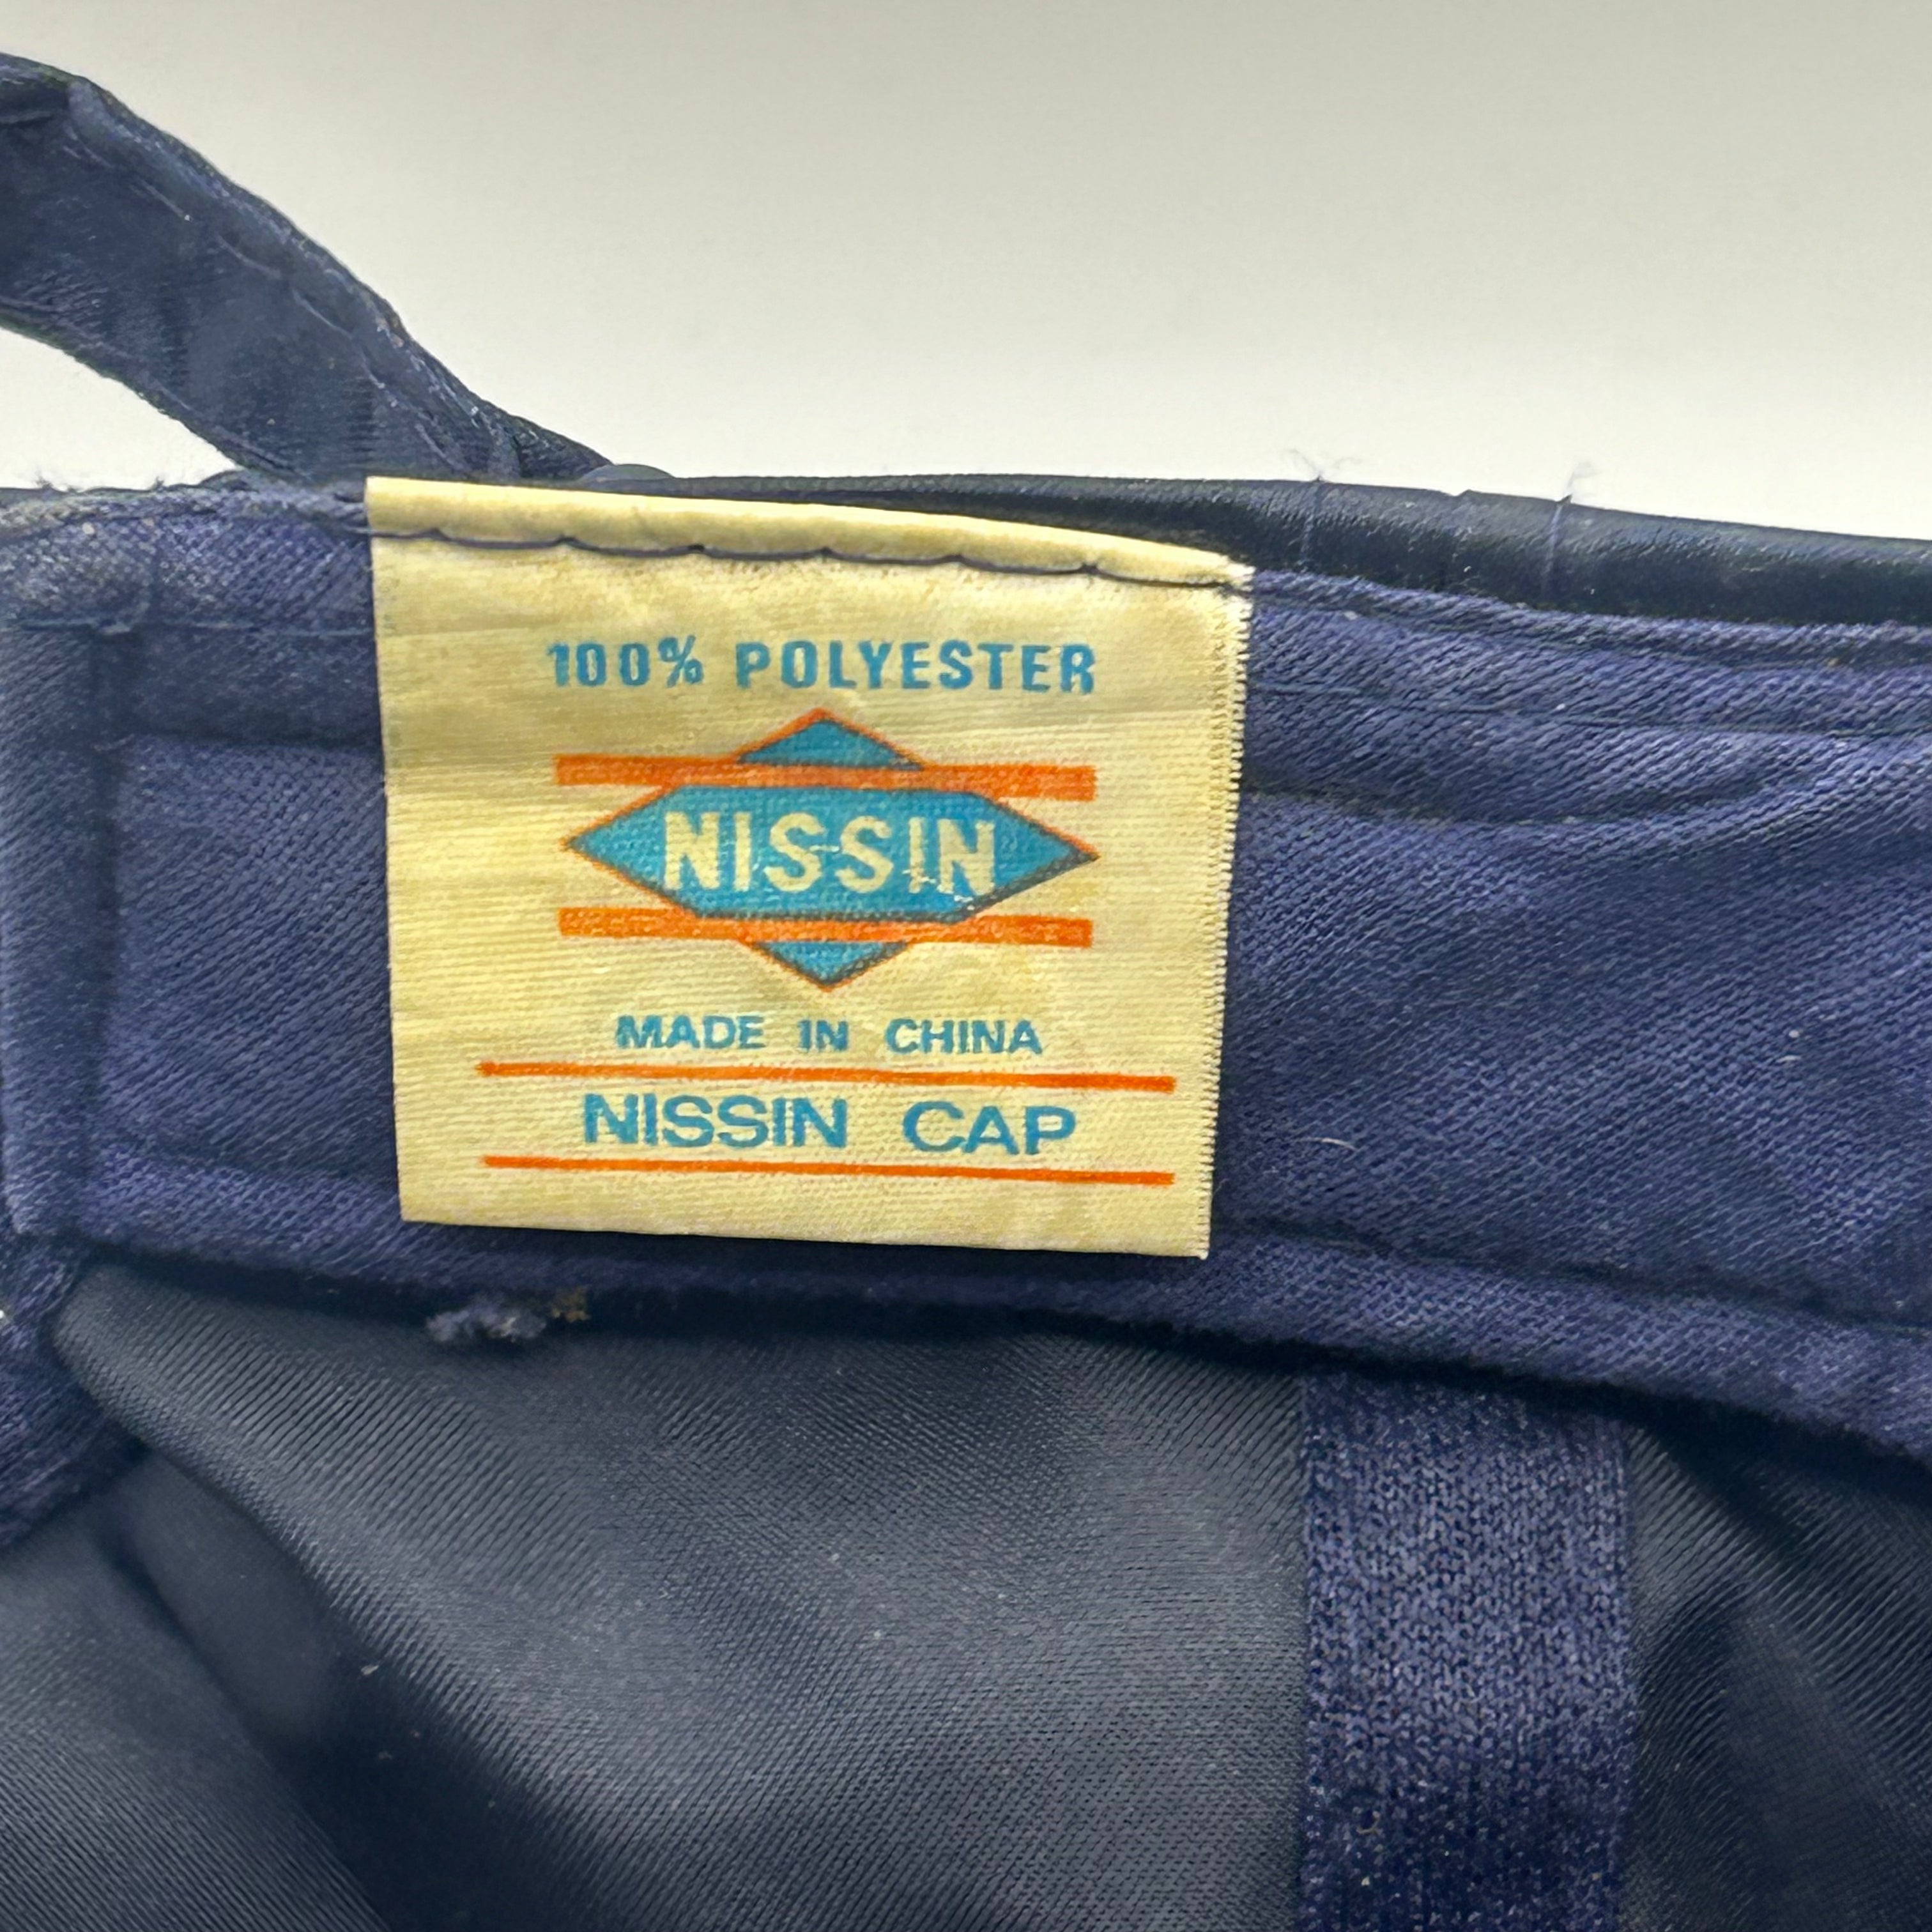 100% POLYESTER
NISSIN
MADE IN CHINA
NISSIN CAP